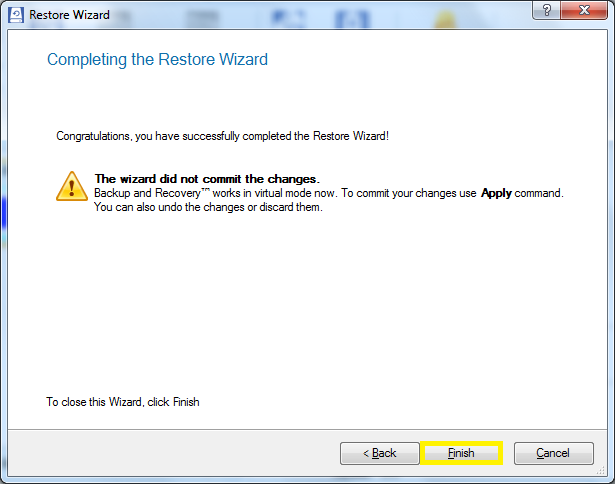 Restore Wizard
?
Completing the Restore Wizard
Congratulations, you have successfully completed the Restore Wizard!
The wizard did not commit the changes.
Backup and Recovery™ works in virtual mode now. To commit your changes use Apply command.
You can also undo the changes or discard them.
To close this Wizard, click Finish
< Back Finish Cancel